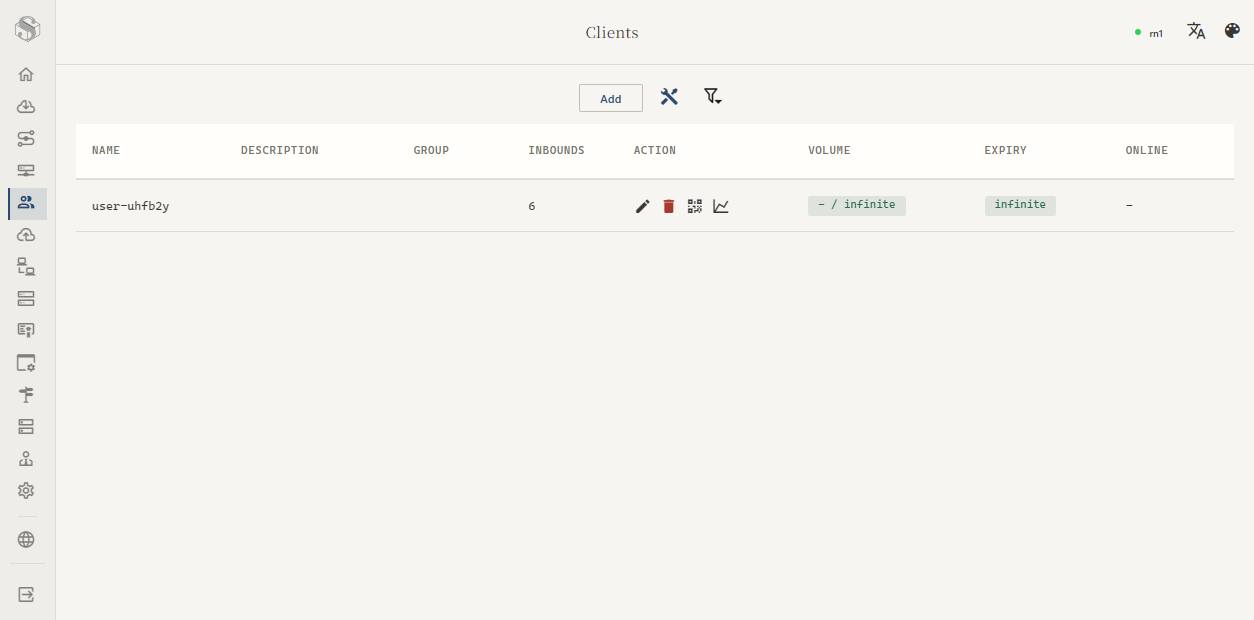 Clients
rn1
Add
NAME DESCRIPTION GROUP INBOUNDS ACTION VOLUME EXPIRY ONLINE
user-uhfb2y 6 - / infinite infinite -